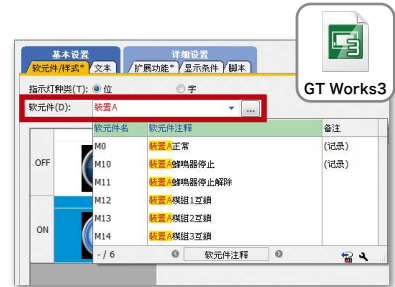 GT Works3
基本设置
详细设置
软元件/样式*
文本
扩展功能*
显示条件
脚本
指示灯种类(T): 位 字
软元件(D): 装置A ...
软元件名 软元件注释 备注
M0 装置A正常 (记录)
M10 装置A蜂鸣器停止 (记录)
M11 装置A蜂鸣器停止解除
M12 装置A模组1互鎖
M13 装置A模组2互鎖
M14 装置A模组3互鎖
- / 6 软元件注释
OFF
ON